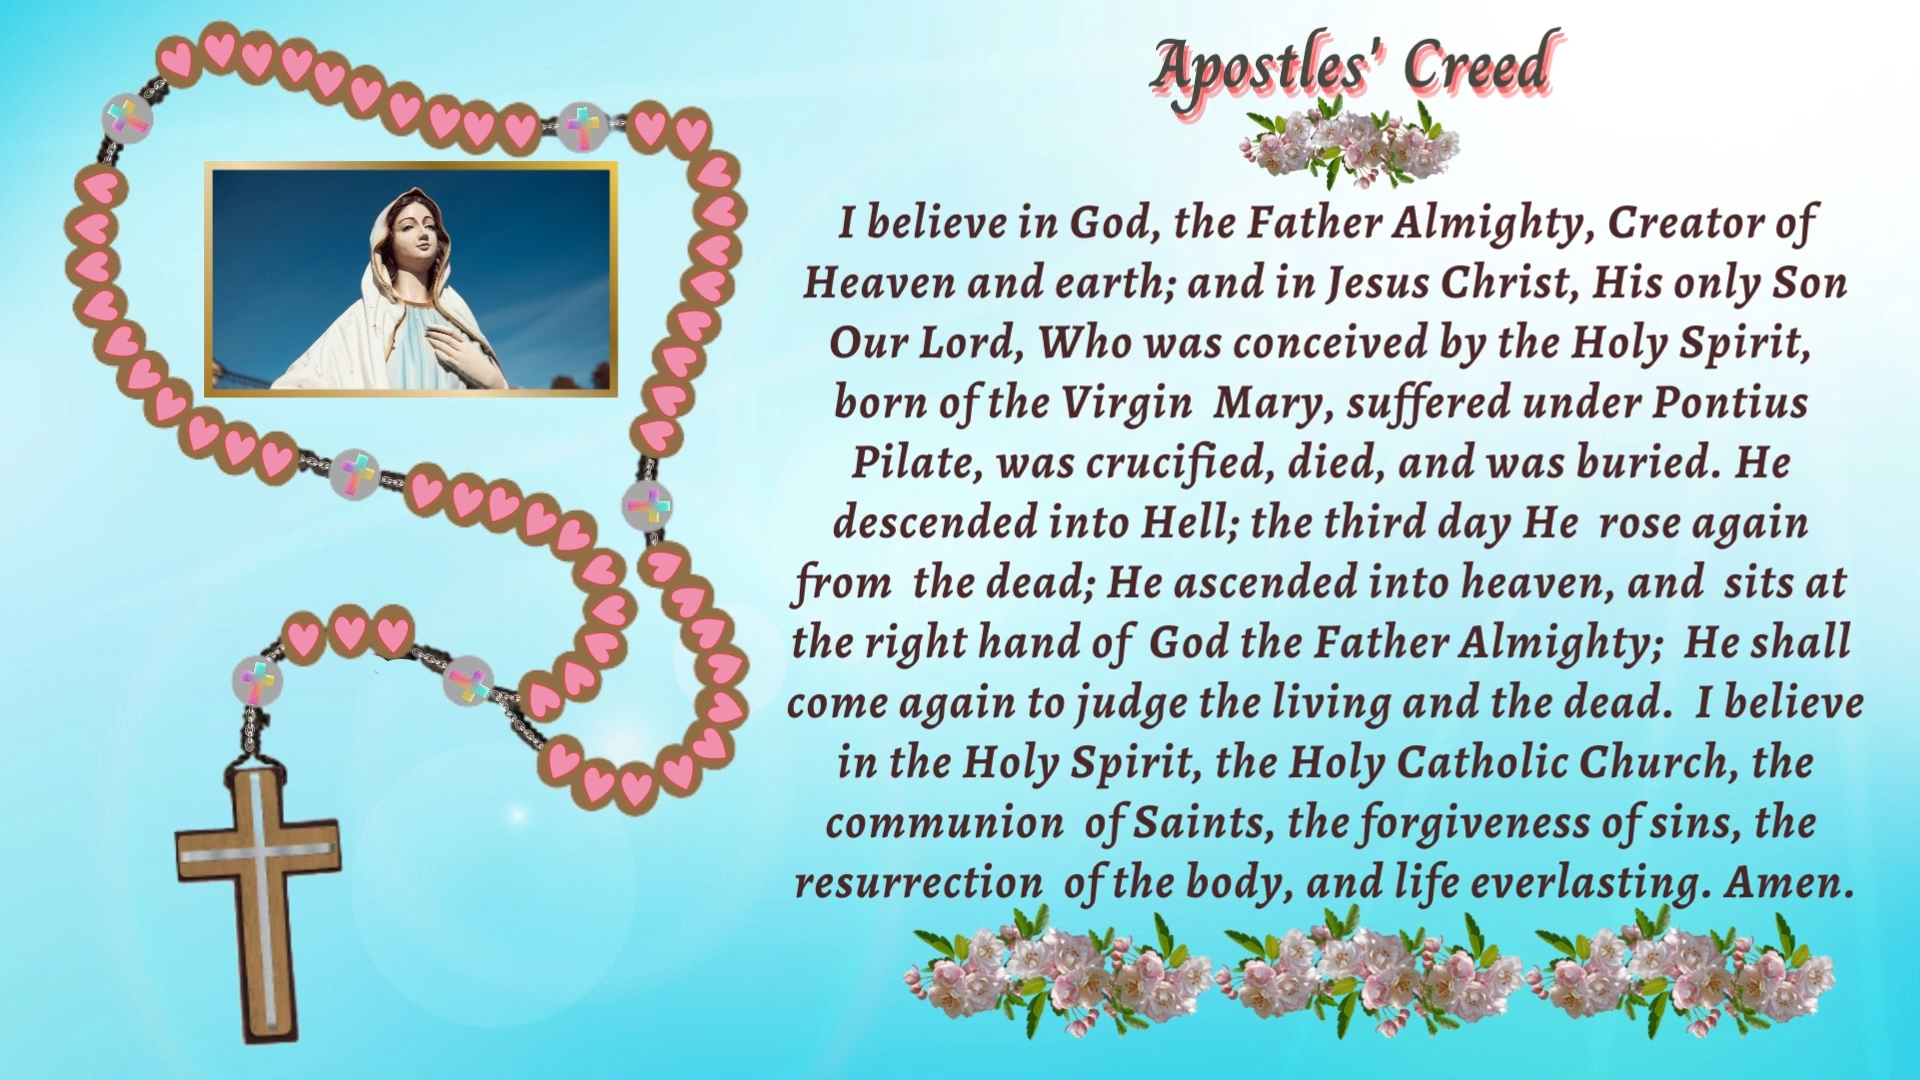 Apostles' Creed
I believe in God, the Father Almighty, Creator of
Heaven and earth; and in Jesus Christ, His only Son
Our Lord, Who was conceived by the Holy Spirit,
born of the Virgin Mary, suffered under Pontius
Pilate, was crucified, died, and was buried. He
descended into Hell; the third day He rose again
from the dead; He ascended into heaven, and sits at
the right hand of God the Father Almighty; He shall
come again to judge the living and the dead. I believe
in the Holy Spirit, the Holy Catholic Church, the
communion of Saints, the forgiveness of sins, the
resurrection of the body, and life everlasting. Amen.